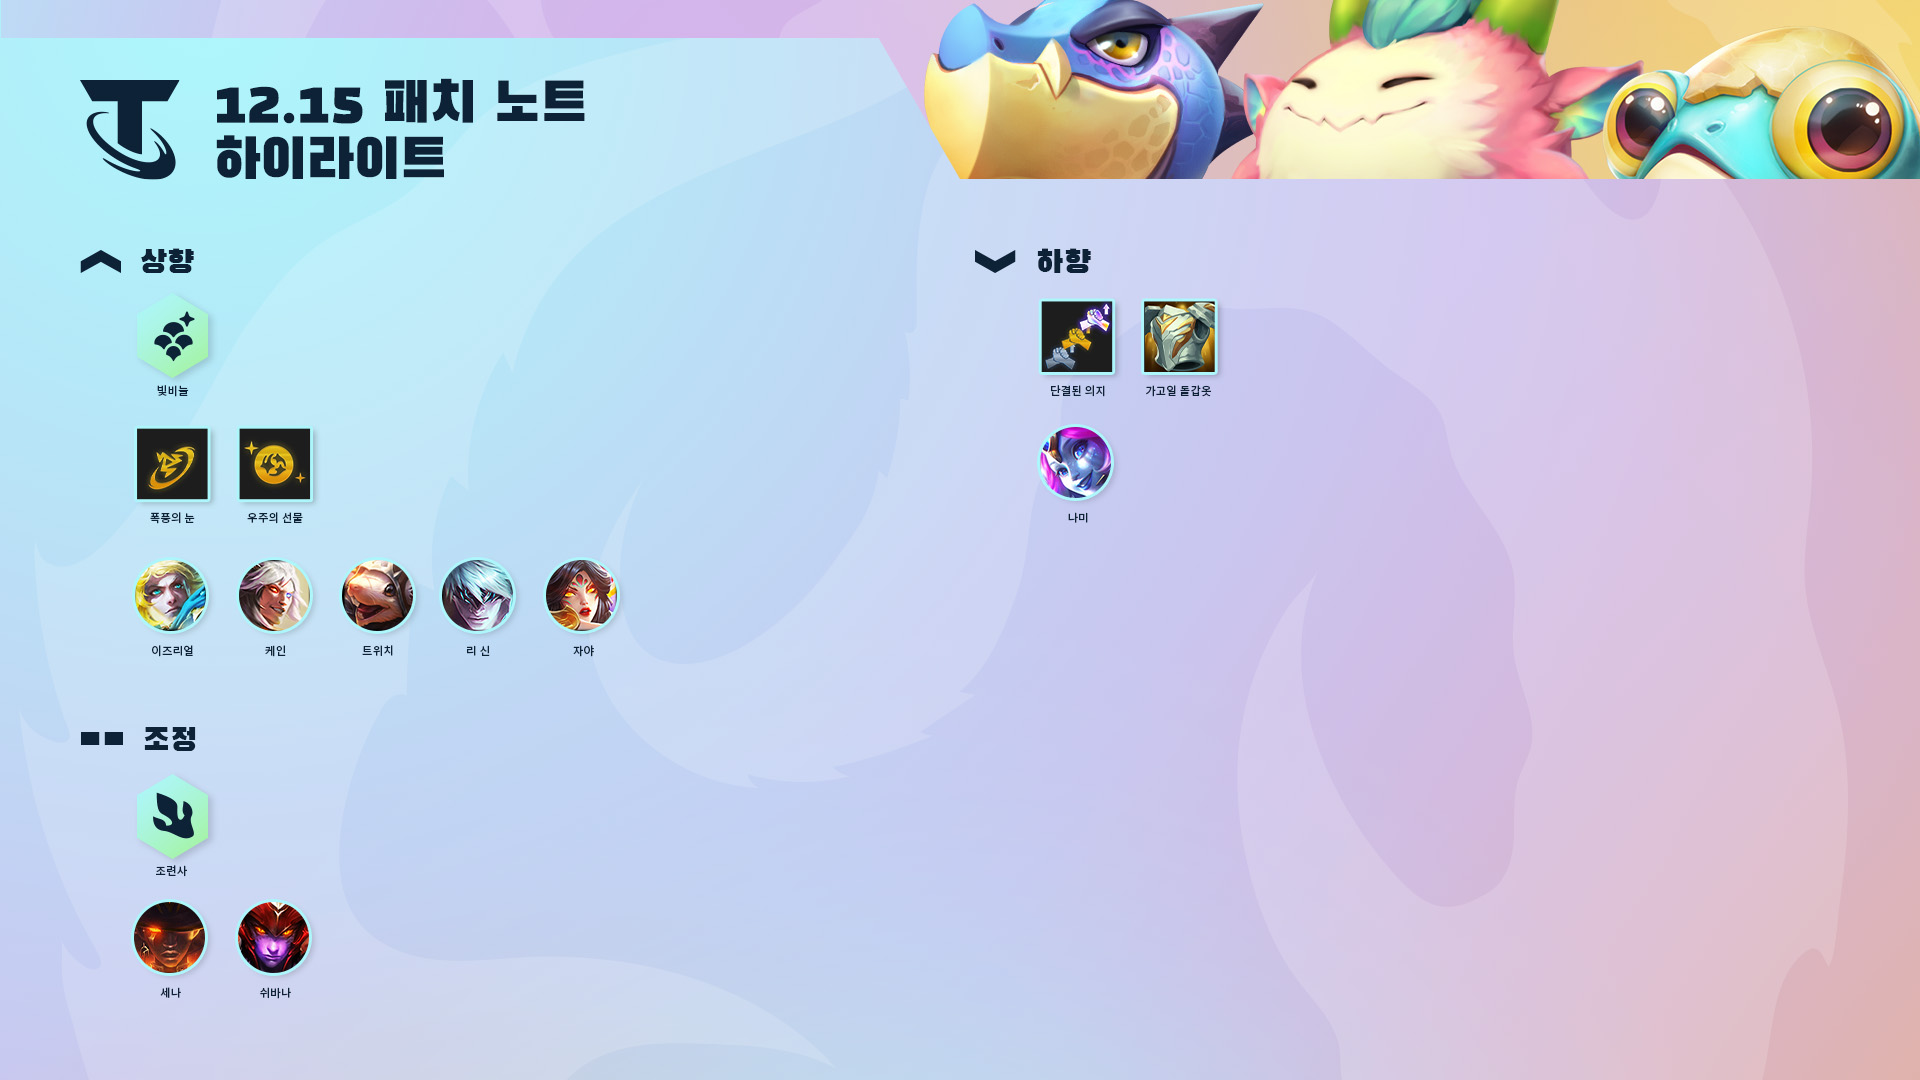 12.15 패치 노트
하이라이트
상향
빛비늘
폭풍의 눈 우주의 선물
이즈리얼 케인 트위치 리 신 자야
조정
조련사
세나 쉬바나
하향
단결된 의지 가고일 돌갑옷
나미